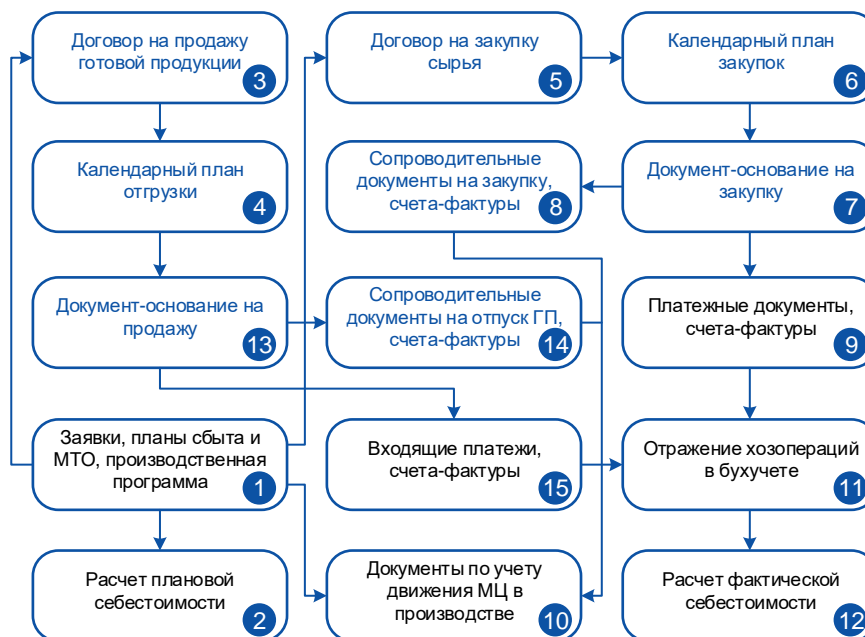 Договор на продажу
готовой продукции
3
Договор на закупку
сырья
5
Календарный план
закупок
6
Календарный план
отгрузки
4
Сопроводительные
документы на закупку,
счета-фактуры
8
Документ-основание на
закупку
7
Документ-основание на
продажу
13
Сопроводительные
документы на отпуск ГП,
счета-фактуры
14
Платежные документы,
счета-фактуры
9
Заявки, планы сбыта и
МТО, производственная
программа
1
Входящие платежи,
счета-фактуры
15
Отражение хозопераций
в бухучете
11
Расчет плановой
себестоимости
2
Документы по учету
движения МЦ в
производстве
10
Расчет фактической
себестоимости
12